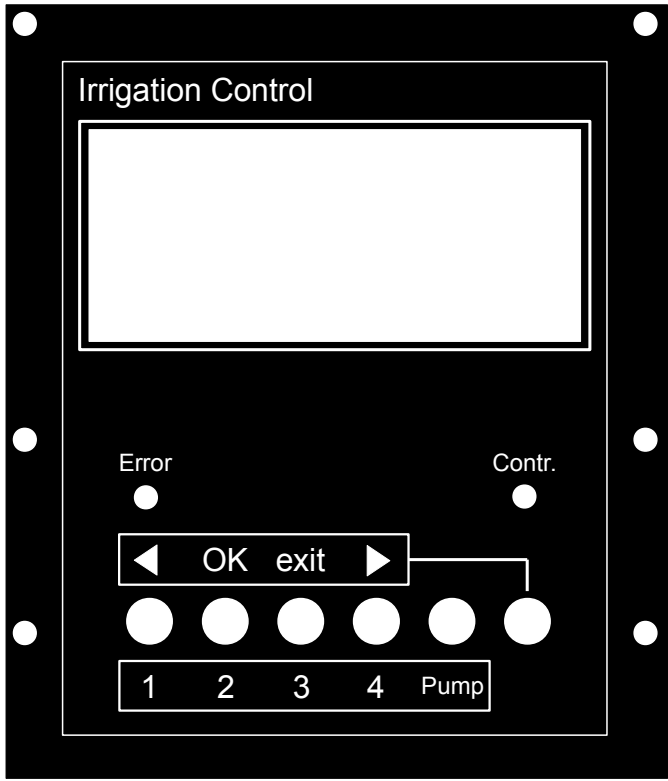 Irrigation Control
Error
Contr.
◀ OK exit ▶
1 2 3 4 Pump